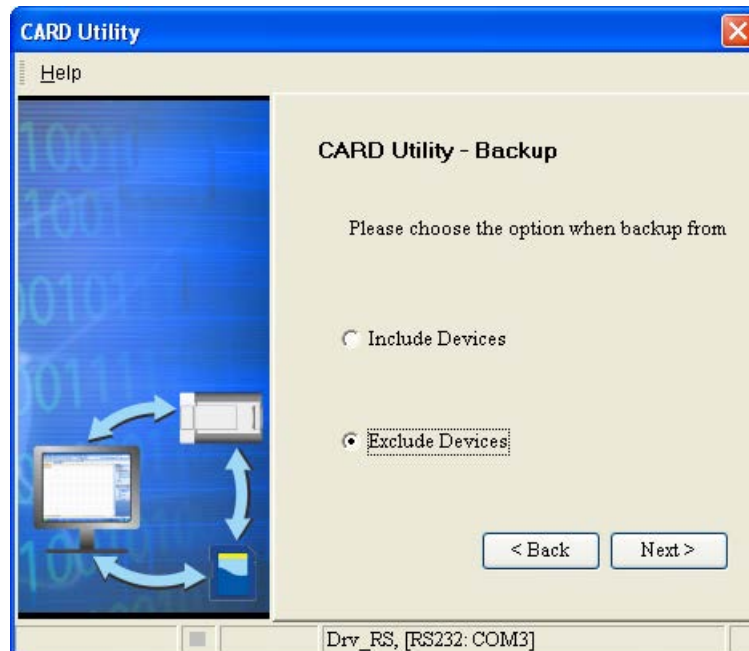 CARD Utility
Help
CARD Utility - Backup
Please choose the option when backup from
Include Devices
Exclude Devices
< Back
Next >
Drv_RS, [RS232: COM3]